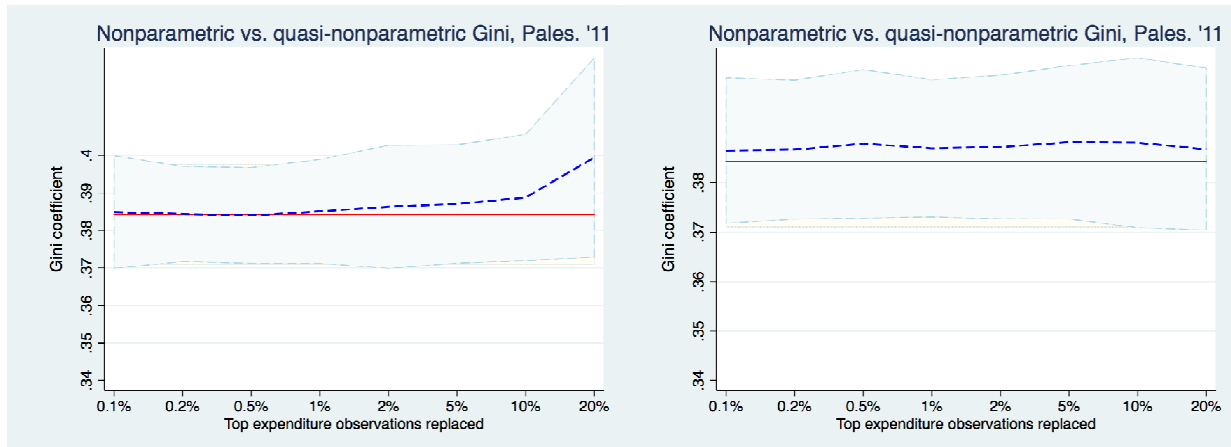 Nonparametric vs. quasi-nonparametric Gini, Pales. '11
Gini coefficient
.4
.39
.38
.37
.36
.35
.34
0.1% 0.2% 0.5% 1% 2% 5% 10% 20%
Top expenditure observations replaced
Nonparametric vs. quasi-nonparametric Gini, Pales. '11
Gini coefficient
.38
.37
.36
.35
.34
0.1% 0.2% 0.5% 1% 2% 5% 10% 20%
Top expenditure observations replaced